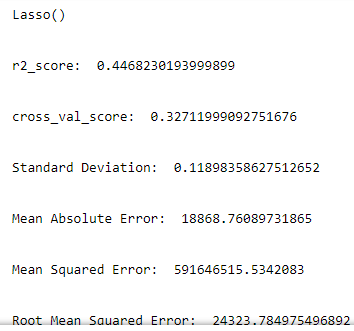 Lasso()
r2_score:  0.4468230193999899
cross_val_score:  0.32711999092751676
Standard Deviation:  0.11898358627512652
Mean Absolute Error:  18868.76089731865
Mean Squared Error:  591646515.5342083
Root Mean Squared Error:  24323.784975496892